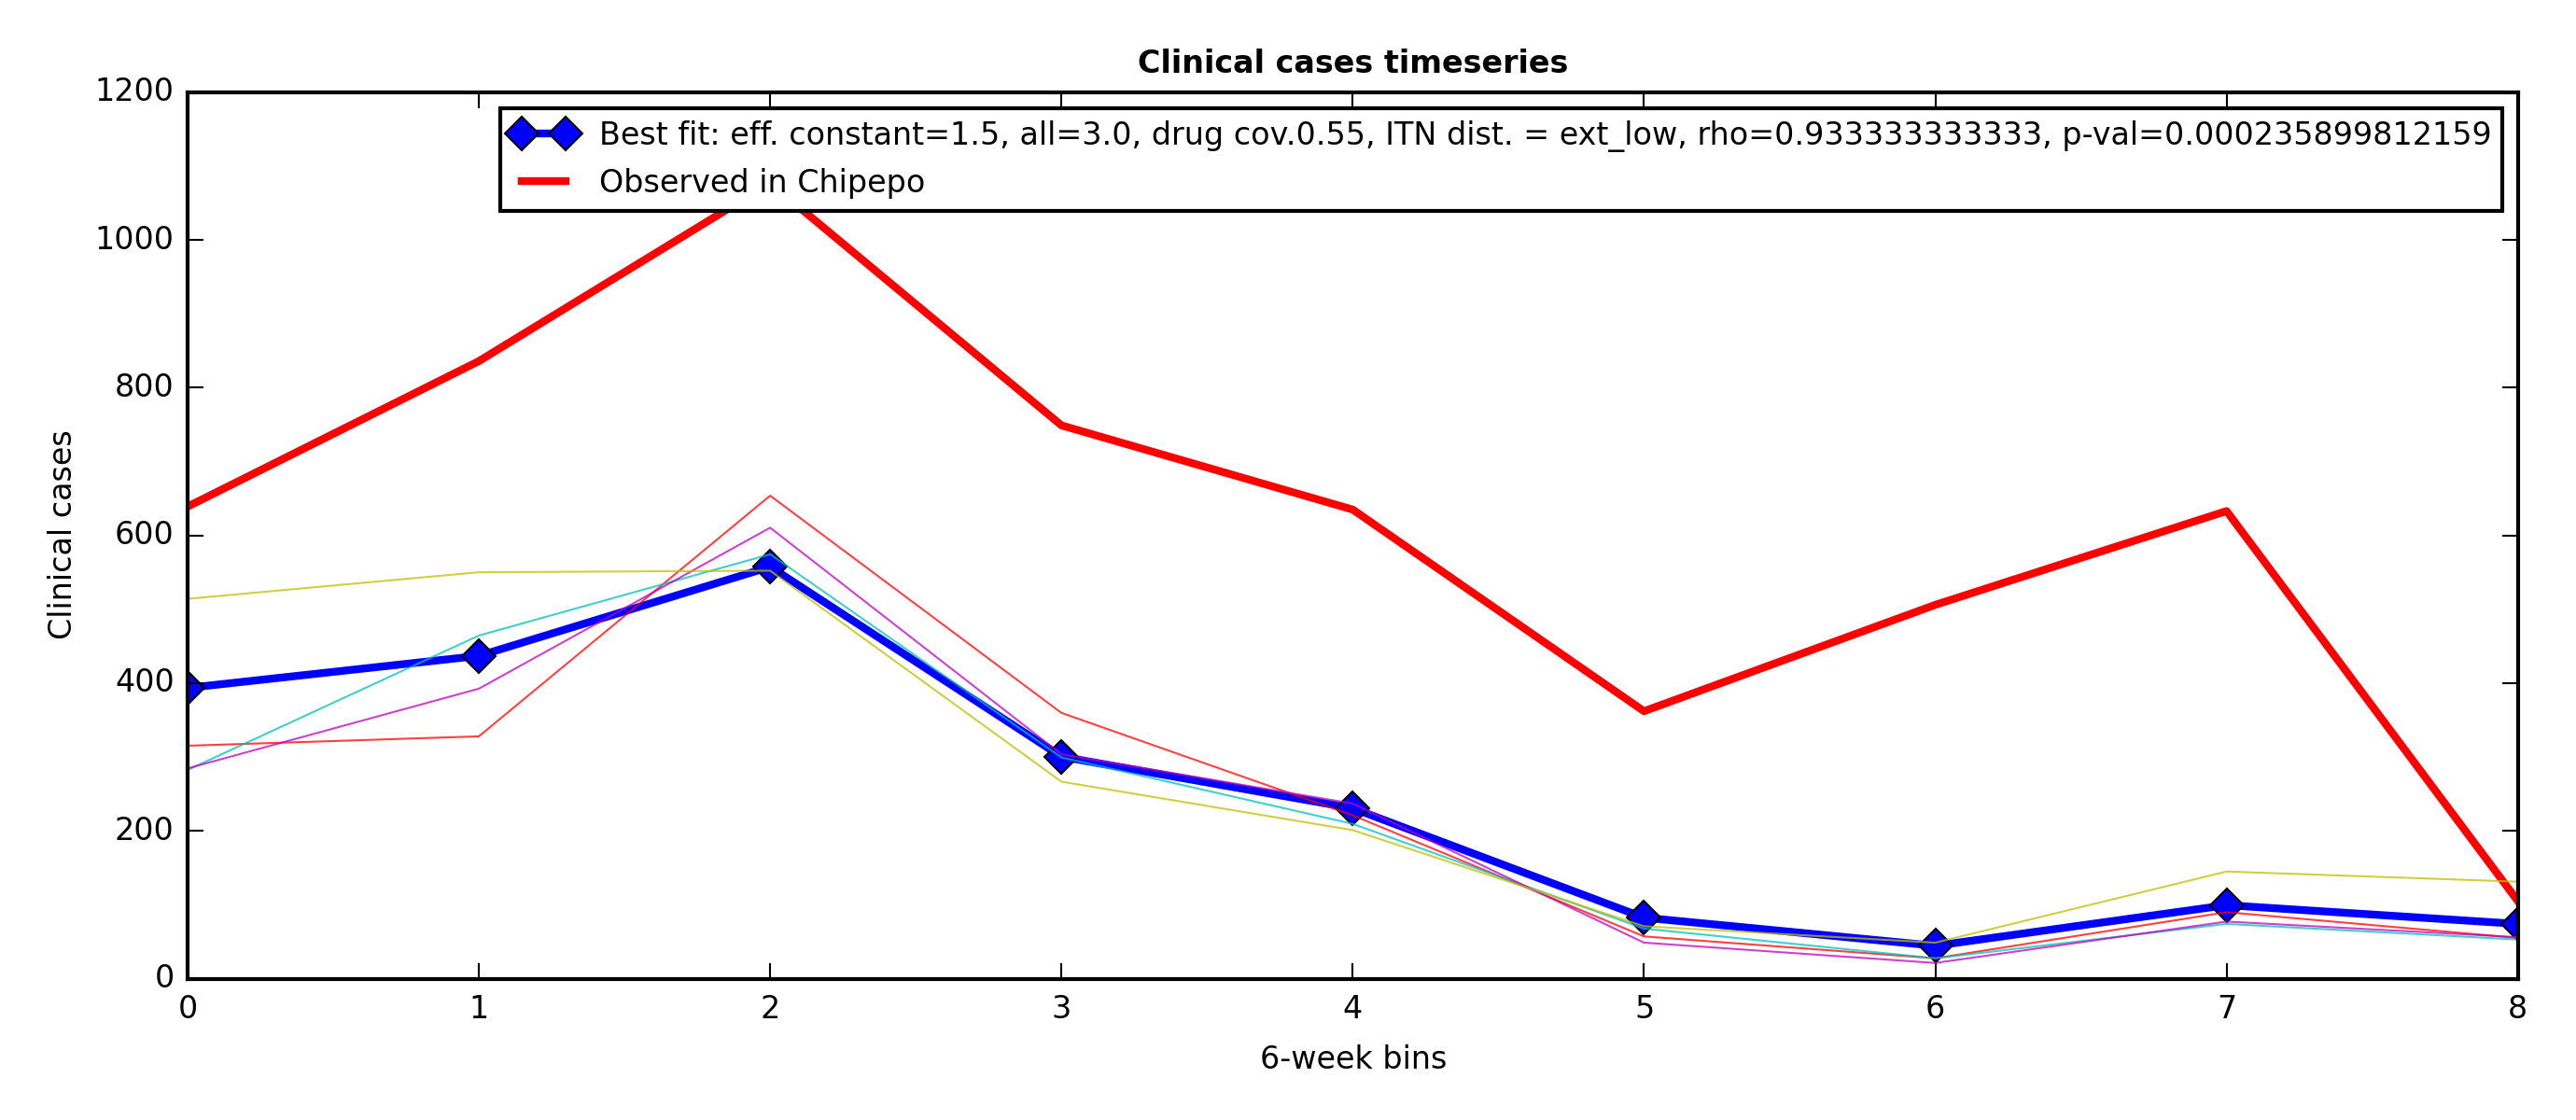 Clinical cases timeseries
1200
1000
800
600
400
200
0
Clinical cases
Best fit: eff. constant=1.5, all=3.0, drug cov.0.55, ITN dist. = ext_low, rho=0.933333333333, p-val=0.000235899812159
Observed in Chipepo
0 1 2 3 4 5 6 7 8
6-week bins